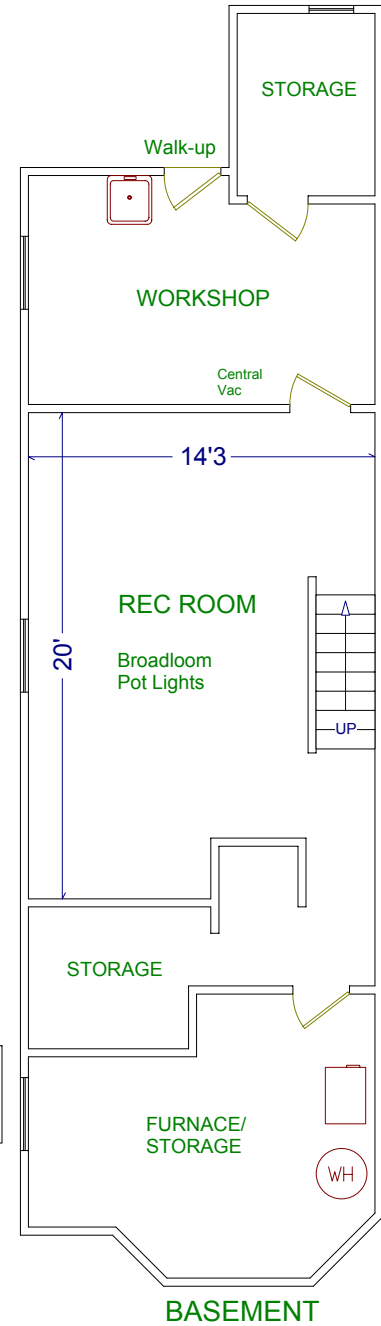 STORAGE
Walk-up
WORKSHOP
Central
Vac
14'3
REC ROOM
20'
Broadloom
Pot Lights
UP
STORAGE
FURNACE/
STORAGE
WH
BASEMENT